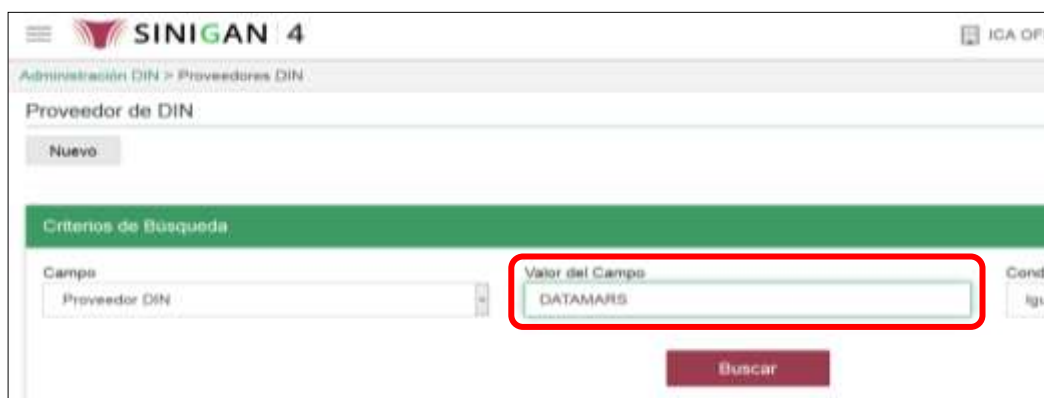 SINIGAN 4
ICA OF
Administración DIN > Proveedores DIN
Proveedor de DIN
Nuevo
Criterios de Búsqueda
Campo
Valor del Campo
Cond
Proveedor DIN
DATAMARS
Igu
Buscar